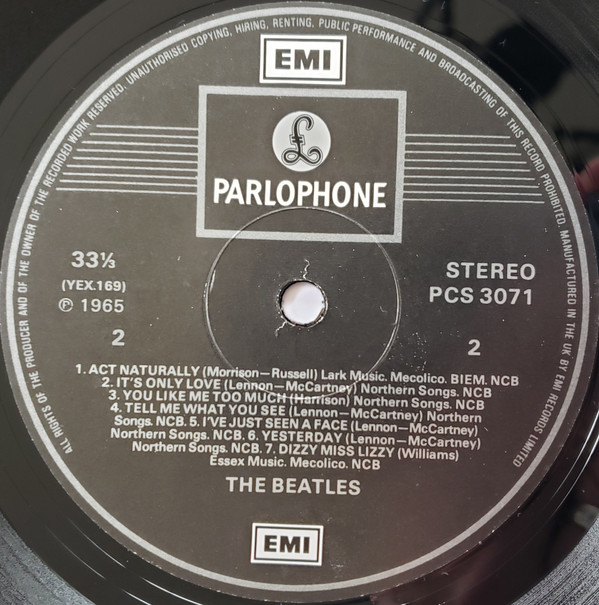 ALL RIGHTS OF THE PRODUCER AND OF THE OWNER OF THE RECORDED WORK RESERVED. UNAUTHORISED COPYING, HIRING, RENTING, PUBLIC PERFORMANCE AND BROADCASTING OF THIS RECORD PROHIBITED. MANUFACTURED IN THE UK BY EMI RECORDS LIMITED
EMI
£
PARLOPHONE
33⅓
(YEX.169)
℗ 1965
2
STEREO
PCS 3071
2
1. ACT NATURALLY (Morrison—Russell) Lark Music. Mecolico. BIEM. NCB
2. IT'S ONLY LOVE (Lennon—McCartney) Northern Songs. NCB
3. YOU LIKE ME TOO MUCH (Harrison) Northern Songs. NCB
4. TELL ME WHAT YOU SEE (Lennon—McCartney) Northern
Songs. NCB. 5. I'VE JUST SEEN A FACE (Lennon—McCartney)
Northern Songs. NCB. 6. YESTERDAY (Lennon—McCartney)
Northern Songs. NCB. 7. DIZZY MISS LIZZY (Williams)
Essex Music. Mecolico. NCB
THE BEATLES
EMI